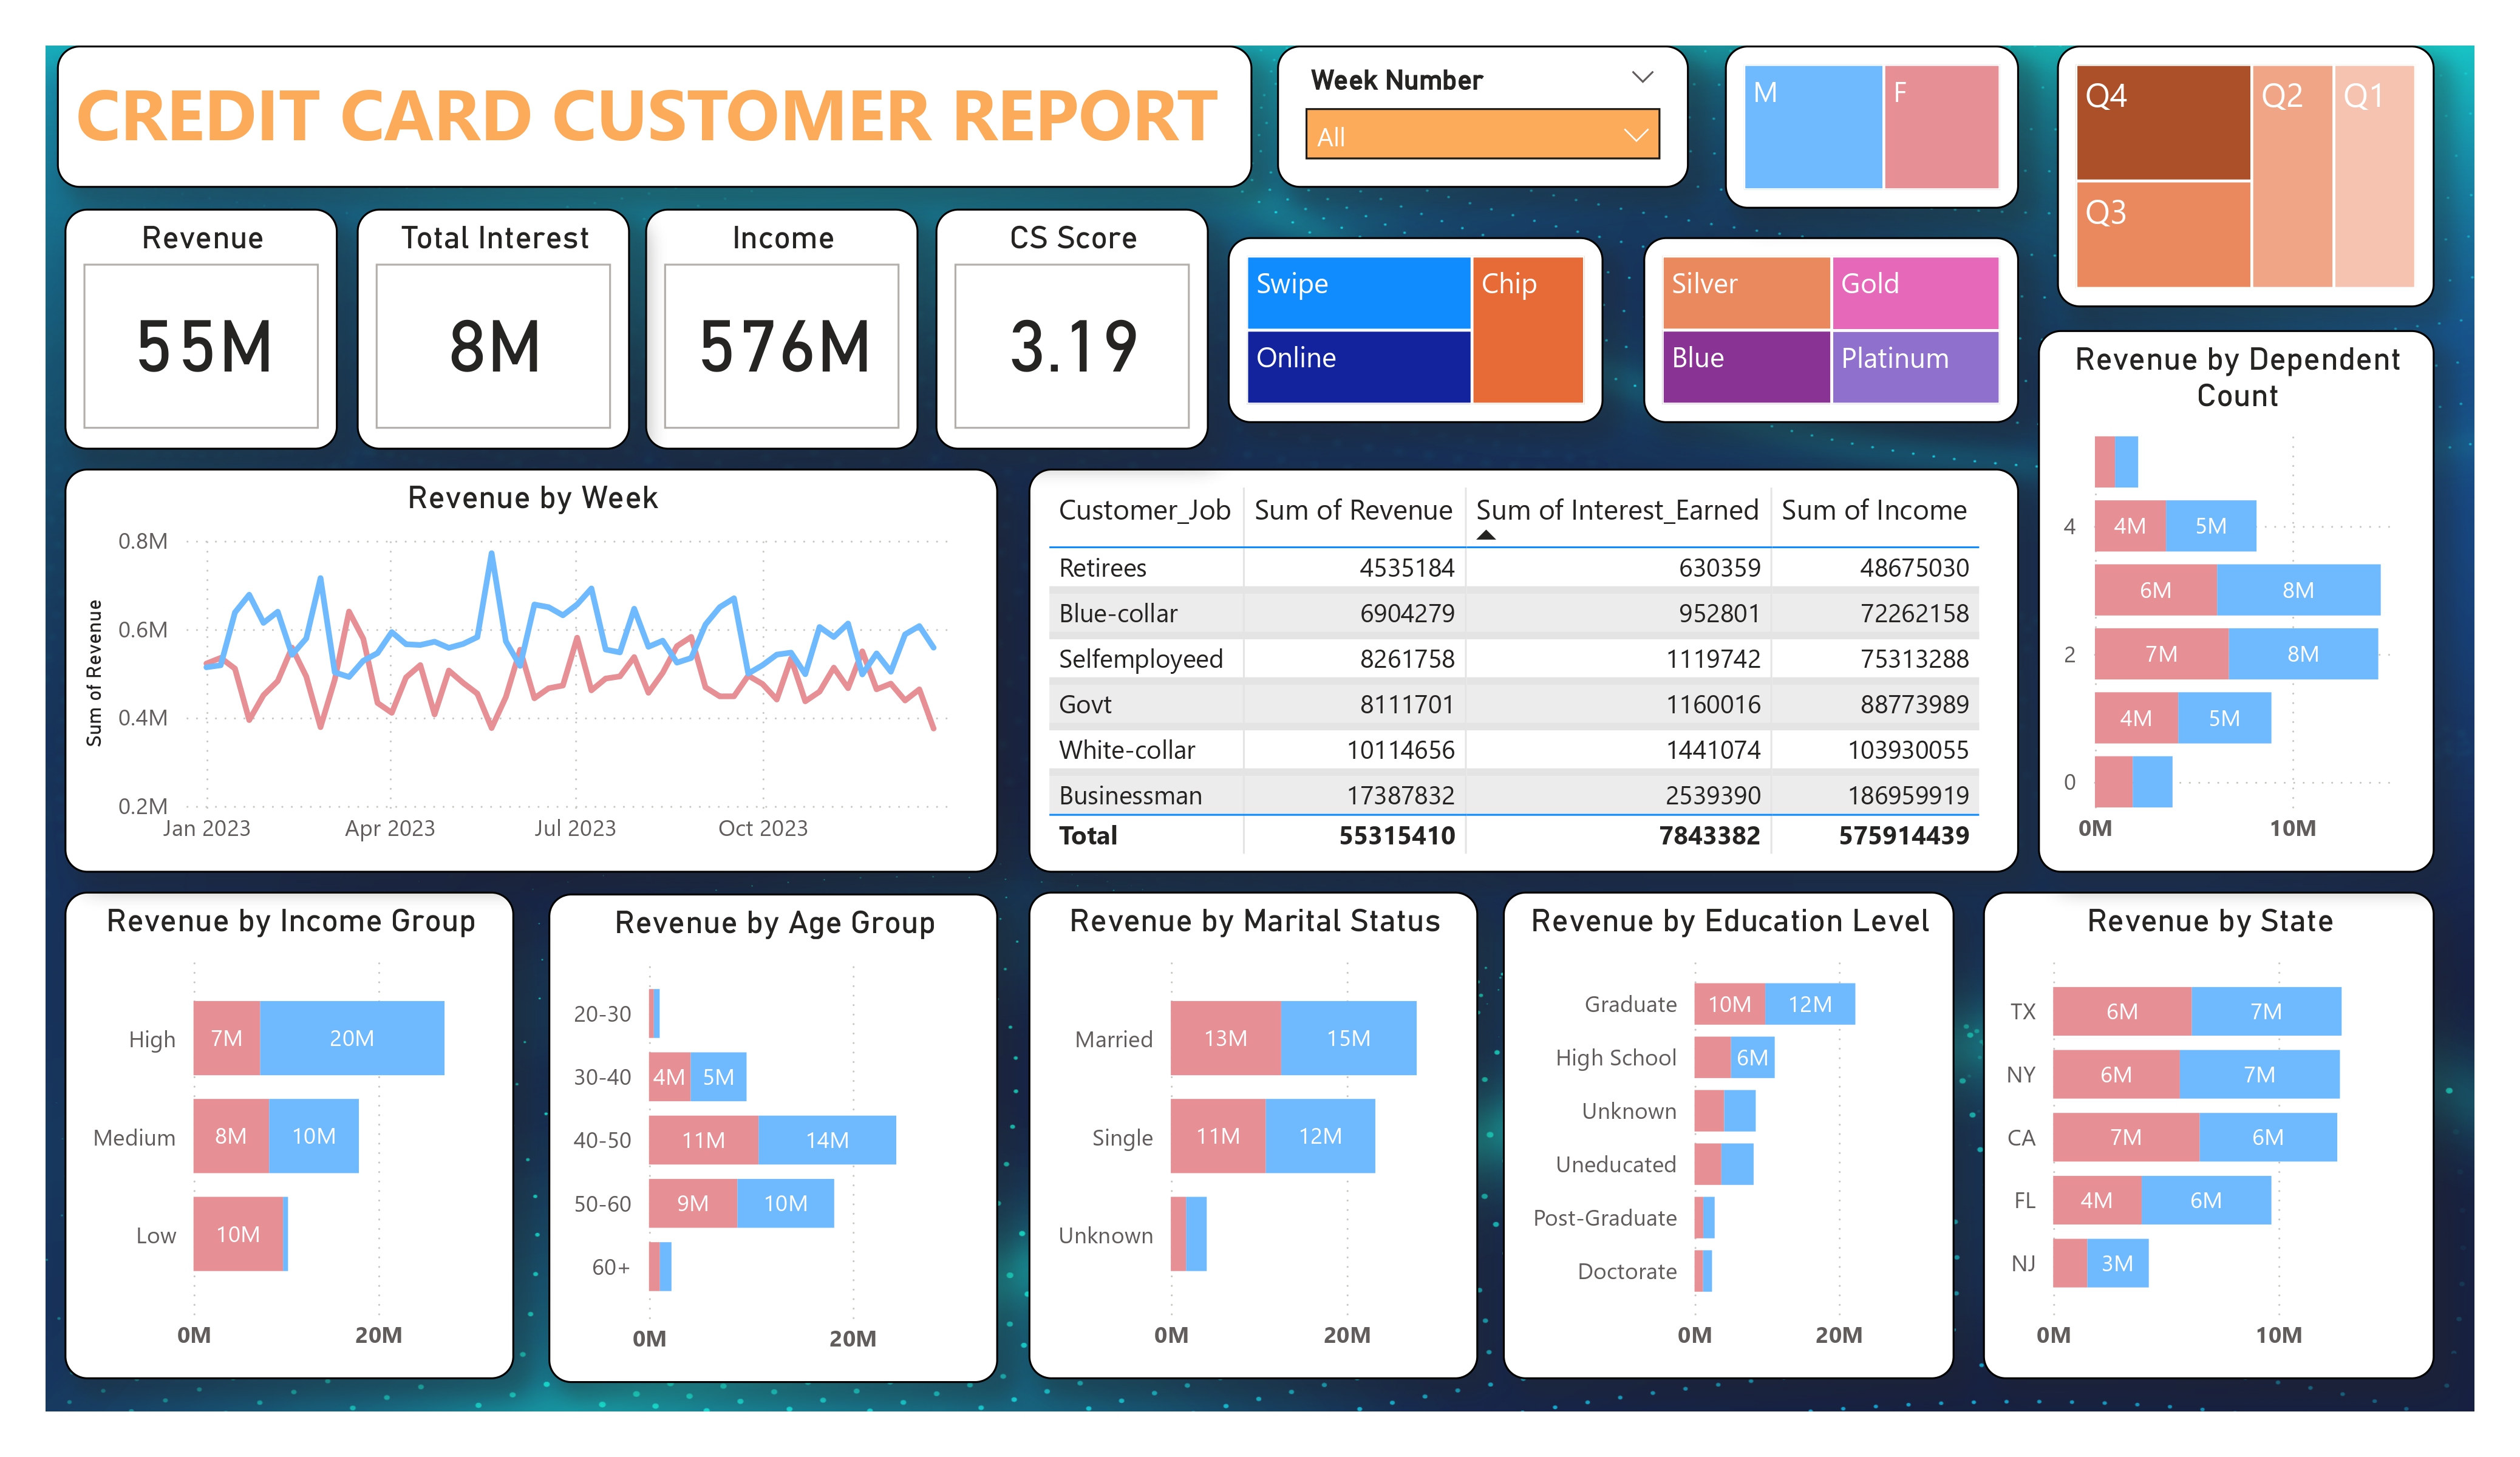 CREDIT CARD CUSTOMER REPORT
Week Number
All
M
F
Q4
Q2
Q1
Q3
Revenue
55M
Total Interest
8M
Income
576M
CS Score
3.19
Swipe
Chip
Online
Silver
Gold
Blue
Platinum
Revenue by Week
Sum of Revenue
0.8M
0.6M
0.4M
0.2M
Jan 2023 Apr 2023 Jul 2023 Oct 2023
Customer_Job Sum of Revenue Sum of Interest_Earned Sum of Income
Retirees 4535184 630359 48675030
Blue-collar 6904279 952801 72262158
Selfemployeed 8261758 1119742 75313288
Govt 8111701 1160016 88773989
White-collar 10114656 1441074 103930055
Businessman 17387832 2539390 186959919
Total 55315410 7843382 575914439
Revenue by Dependent
Count
4 4M 5M
6M 8M
2 7M 8M
4M 5M
0
0M 10M
Revenue by Income Group
High 7M 20M
Medium 8M 10M
Low 10M
0M 20M
Revenue by Age Group
20-30
30-40 4M 5M
40-50 11M 14M
50-60 9M 10M
60+
0M 20M
Revenue by Marital Status
Married 13M 15M
Single 11M 12M
Unknown
0M 20M
Revenue by Education Level
Graduate 10M 12M
High School 6M
Unknown
Uneducated
Post-Graduate
Doctorate
0M 20M
Revenue by State
TX 6M 7M
NY 6M 7M
CA 7M 6M
FL 4M 6M
NJ 3M
0M 10M